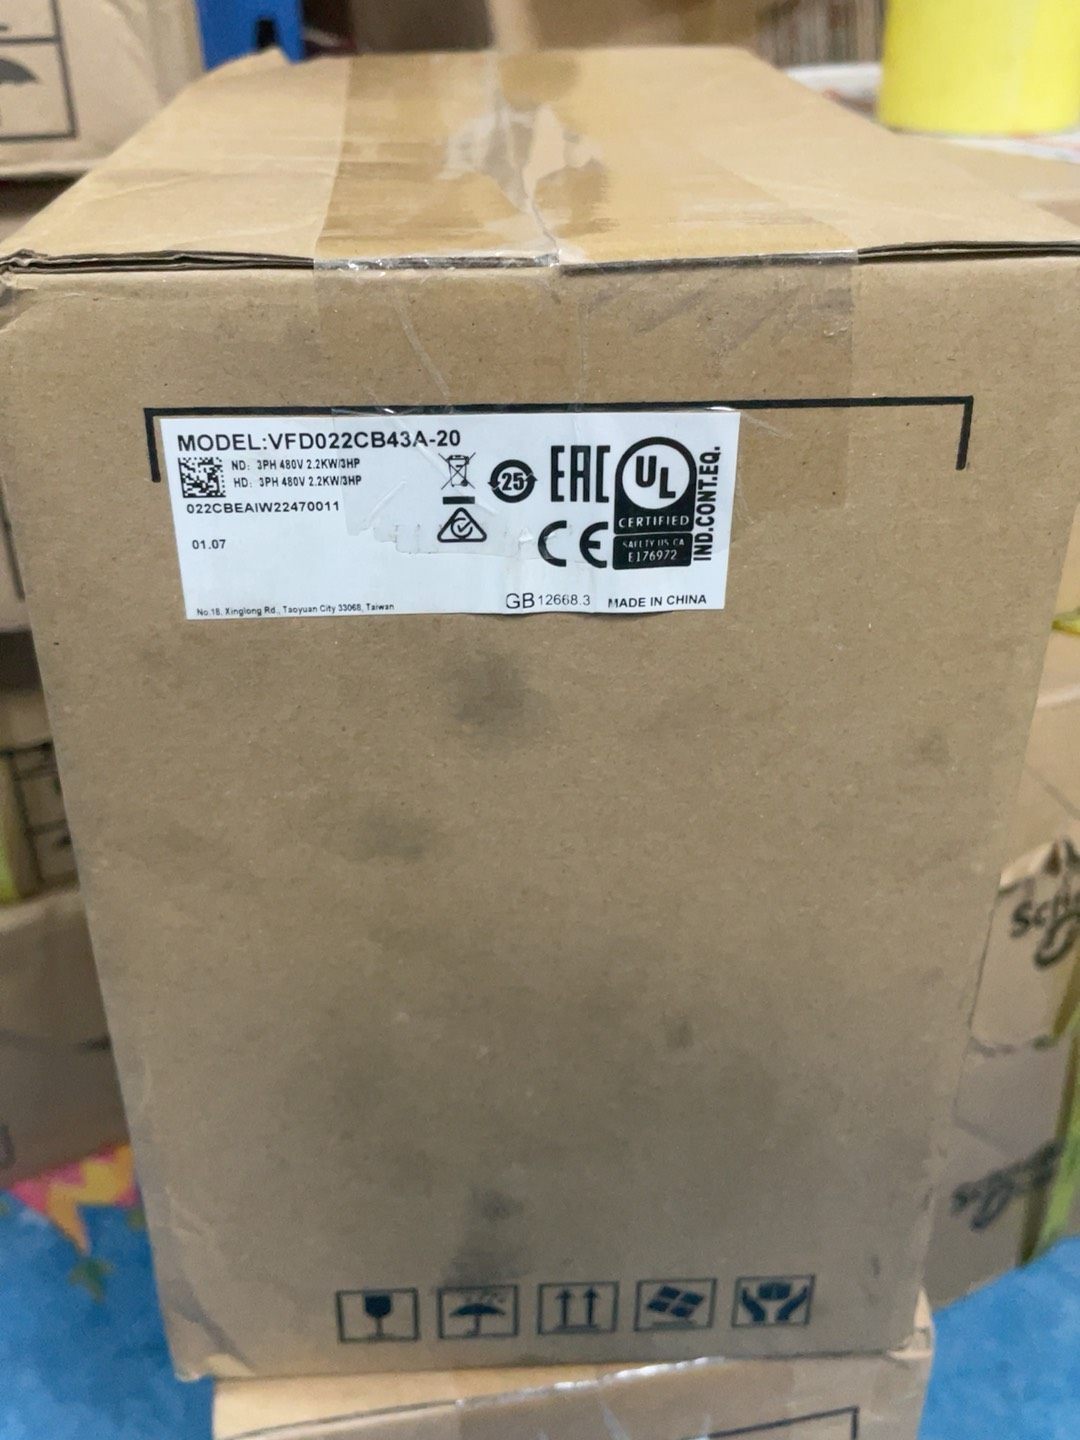 MODEL:VFD022CB43A-20
ND: 3PH 480V 2.2KW/3HP
HD: 3PH 480V 2.2KW/3HP
022CBEAIW22470011
01.07
25
EAC
UL
CERTIFIED
SAFETY US CA
E176972
IND.CONT.EQ.
CE
No.18, Xinglong Rd., Taoyuan City 33068, Taiwan
GB 12668.3
MADE IN CHINA